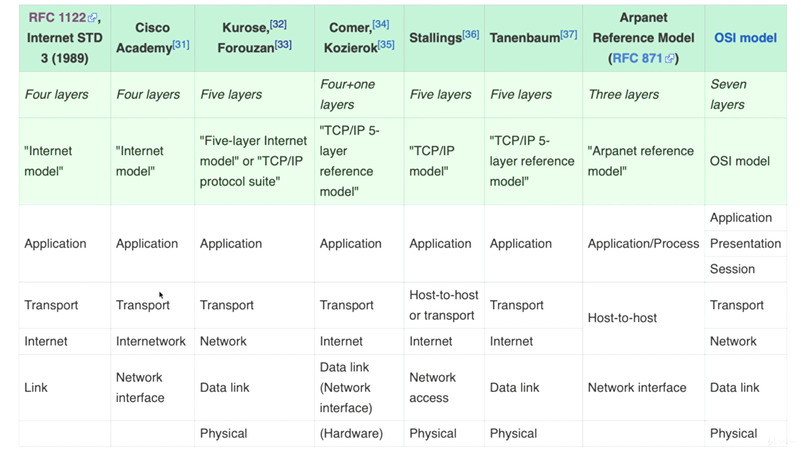 RFC 1122, Internet STD 3 (1989) Cisco Academy[31] Kurose,[32] Forouzan[33] Comer,[34] Kozierok[35] Stallings[36] Tanenbaum[37] Arpanet Reference Model (RFC 871) OSI model
Four layers Four layers Five layers Four+one layers Five layers Five layers Three layers Seven layers
"Internet model" "Internet model" "Five-layer Internet model" or "TCP/IP protocol suite" "TCP/IP 5-layer reference model" "TCP/IP model" "TCP/IP 5-layer reference model" "Arpanet reference model" OSI model
Application Application Application Application Application Application Application/Process Application
Presentation
Session
Transport Transport Transport Transport Host-to-host or transport Transport Host-to-host Transport
Internet Internetwork Network Internet Internet Internet Network
Link Network interface Data link Data link (Network interface) Network access Data link Network interface Data link
Physical (Hardware) Physical Physical Physical